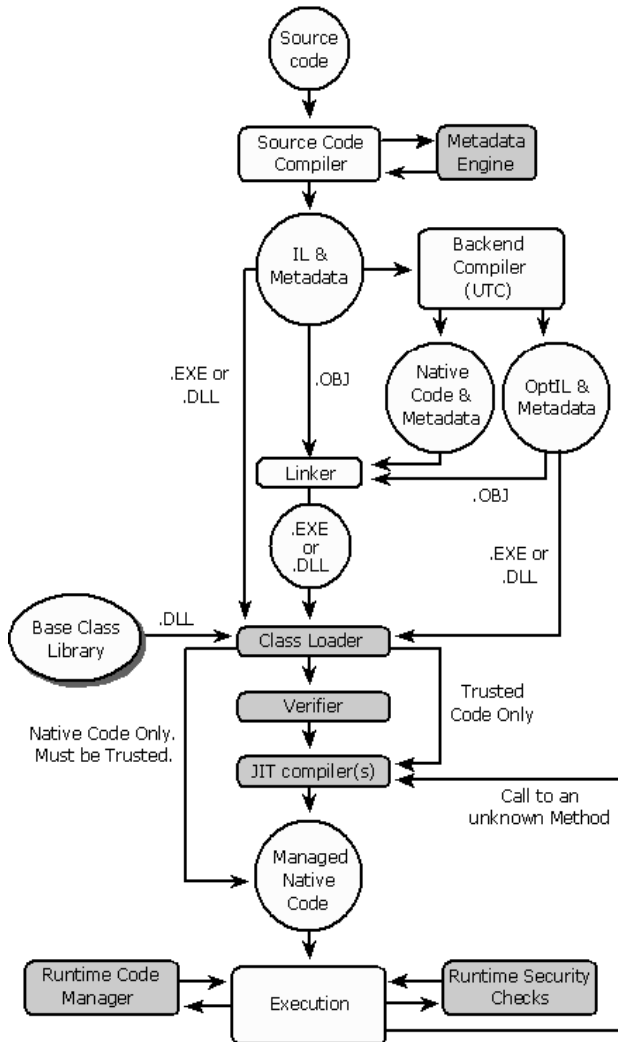 Source
code
Source Code
Compiler
Metadata
Engine
IL &
Metadata
Backend
Compiler
(UTC)
.EXE or
.DLL
.OBJ
Native
Code &
Metadata
OptIL &
Metadata
Linker
.OBJ
.EXE
or
.DLL
.EXE or
.DLL
Base Class
Library
.DLL
Class Loader
Trusted
Code Only
Verifier
Native Code Only.
Must be Trusted.
JIT compiler(s)
Call to an
unknown Method
Managed
Native
Code
Runtime Code
Manager
Execution
Runtime Security
Checks